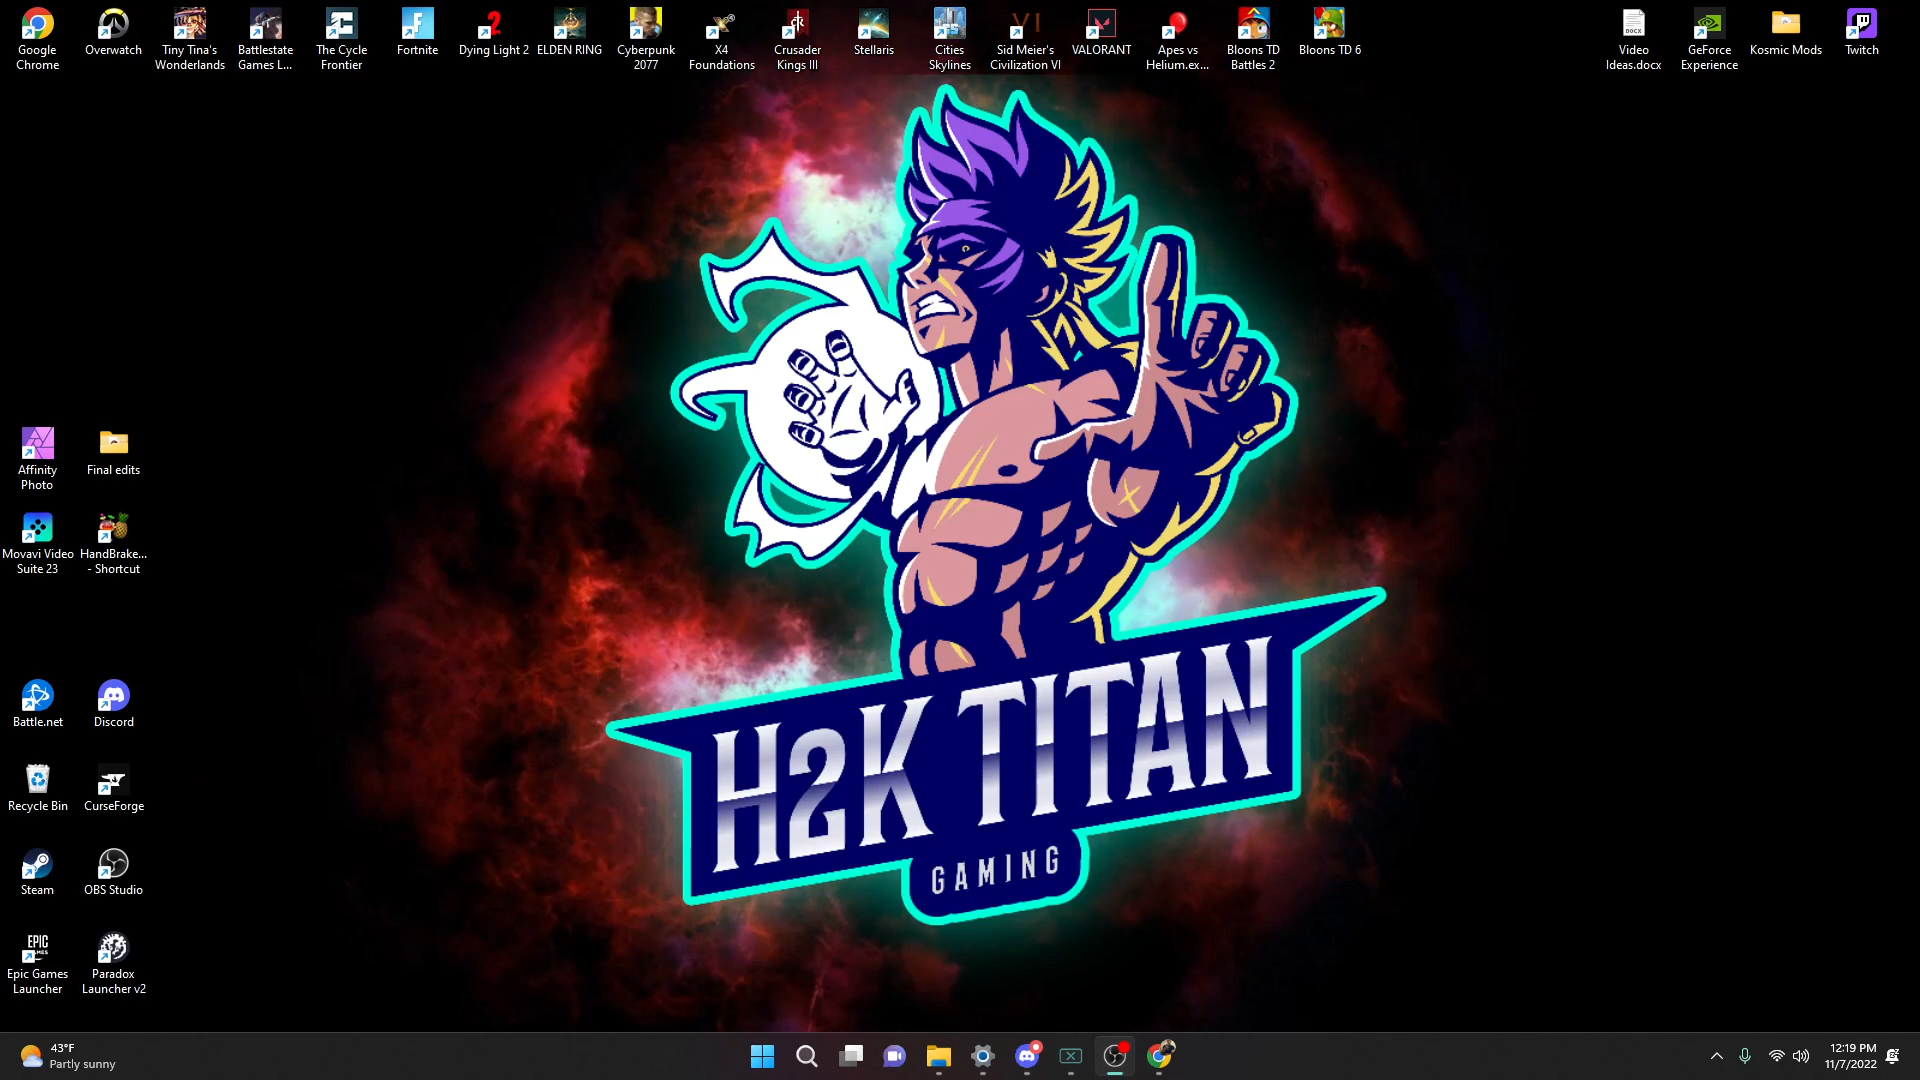 Google
Chrome
Overwatch
Tiny Tina's
Wonderlands
Battlestate
Games L...
The Cycle
Frontier
Fortnite
Dying Light 2
ELDEN RING
Cyberpunk
2077
X4
Foundations
Crusader
Kings III
Stellaris
Cities
Skylines
Sid Meier's
Civilization VI
VALORANT
Apes vs
Helium.ex...
Bloons TD
Battles 2
Bloons TD 6
Video
Ideas.docx
GeForce
Experience
Kosmic Mods
Twitch
Affinity
Photo
Final edits
Movavi Video
Suite 23
HandBrake...
- Shortcut
Battle.net
Discord
Recycle Bin
CurseForge
Steam
OBS Studio
Epic Games
Launcher
Paradox
Launcher v2
H2K TITAN
GAMING
43°F
Partly sunny
12:19 PM
11/7/2022